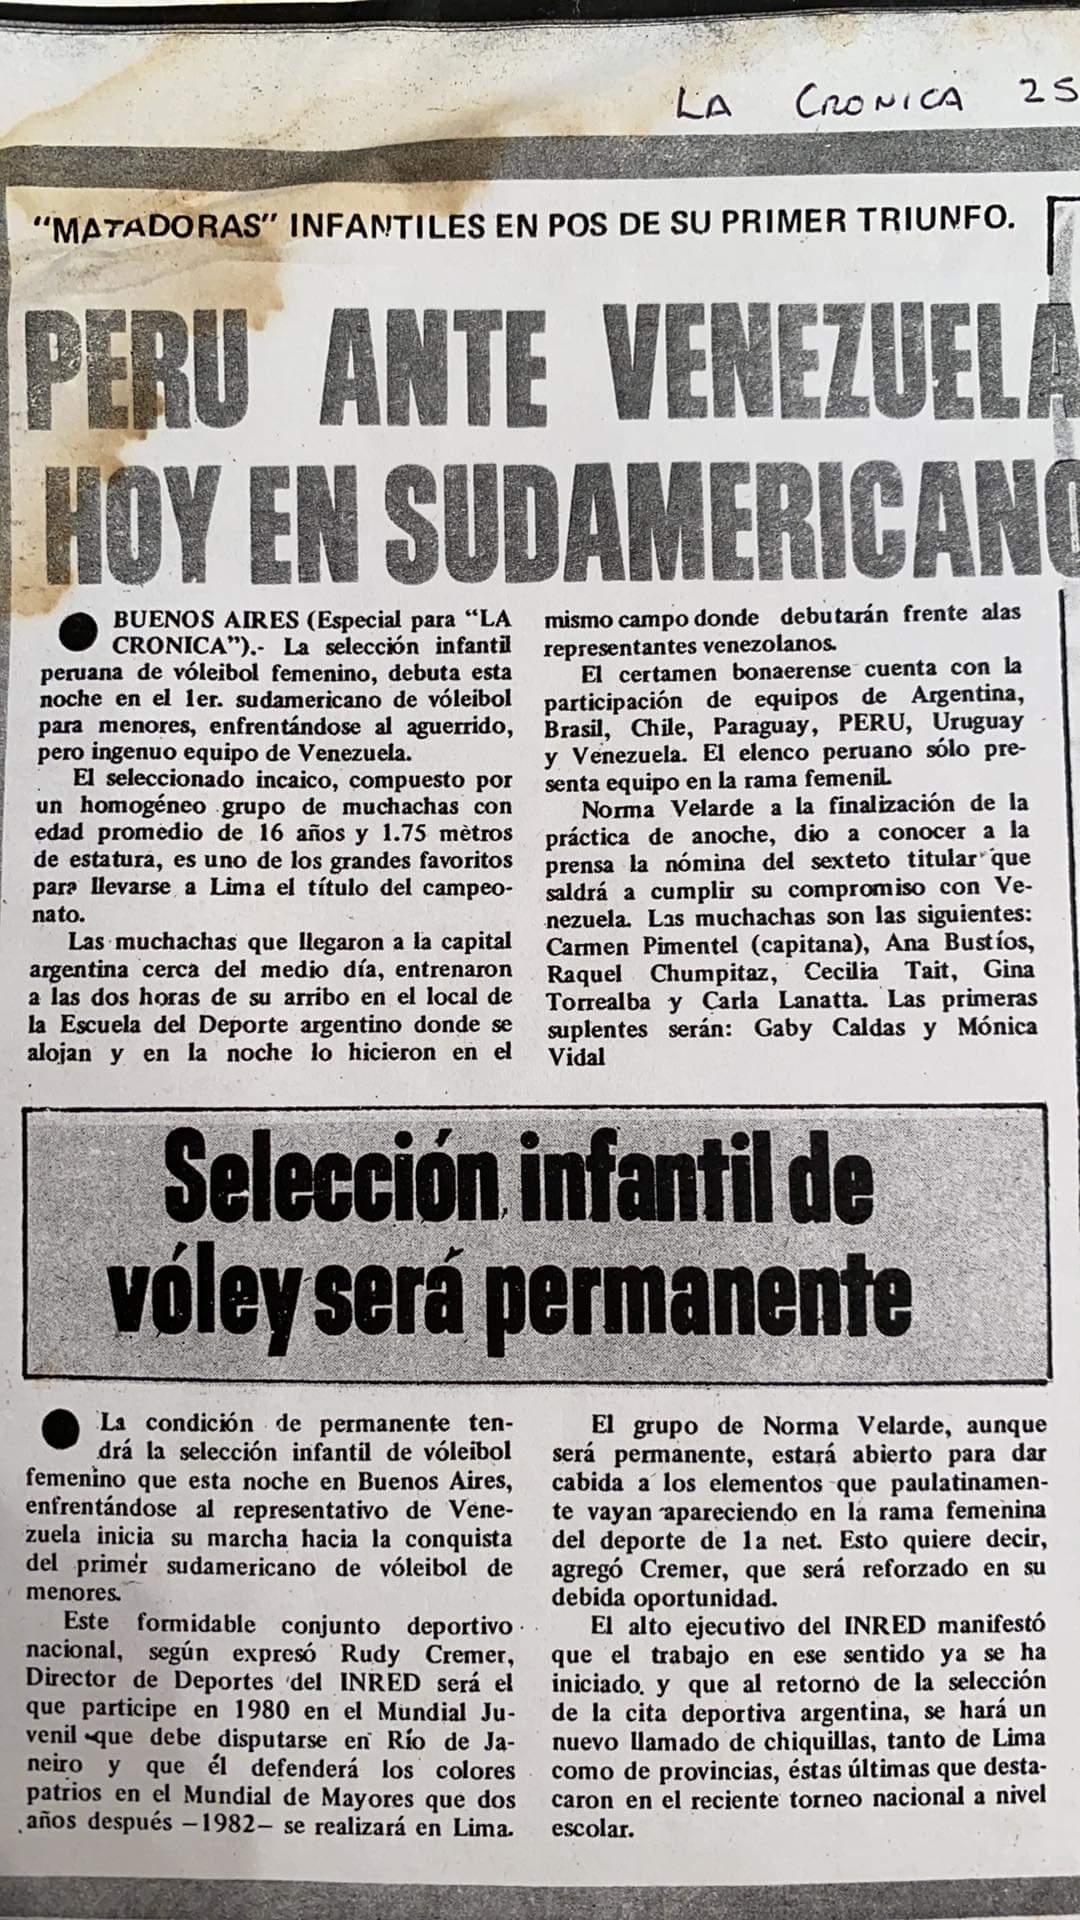 LA CRONICA 25
"MATADORAS" INFANTILES EN POS DE SU PRIMER TRIUNFO.
PERU ANTE VENEZUELA
HOY EN SUDAMERICANO
BUENOS AIRES (Especial para "LA
CRONICA").- La selección infantil
peruana de vóleibol femenino, debuta esta
noche en el 1er. sudamericano de vóleibol
para menores, enfrentándose al aguerrido,
pero ingenuo equipo de Venezuela.
El seleccionado incaico, compuesto por
un homogéneo grupo de muchachas con
edad promedio de 16 años y 1.75 mètros
de estatura, es uno de los grandes favoritos
para llevarse a Lima el título del campeo-
nato.
Las muchachas que llegaron a la capital
argentina cerca del medio día, entrenaron
a las dos horas de su arribo en el local de
la Escuela del Deporte argentino donde se
alojan y en la noche lo hicieron en el
mismo campo donde debutarán frente alas
representantes venezolanos.
El certamen bonaerense cuenta con la
participación de equipos de Argentina,
Brasil, Chile, Paraguay, PERU, Uruguay
y Venezuela. El elenco peruano sólo pre-
senta equipo en la rama femenil.
Norma Velarde a la finalización de la
práctica de anoche, dio a conocer a la
prensa la nómina del sexteto titular que
saldrá a cumplir su compromiso con Ve-
nezuela. Las muchachas son las siguientes:
Carmen Pimentel (capitana), Ana Bustíos,
Raquel Chumpitaz, Cecilia Tait, Gina
Torrealba y Carla Lanatta. Las primeras
suplentes serán: Gaby Caldas y Mónica
Vidal
Selección infantil de
vóley será permanente
La condición de permanente ten-
drá la selección infantil de vóleibol
femenino que esta noche en Buenos Aires,
enfrentándose al representativo de Vene-
zuela inicia su marcha hacia la conquista
del primer sudamericano de vóleibol de
menores.
Este formidable conjunto deportivo
nacional, según expresó Rudy Cremer,
Director de Deportes del INRED será el
que participe en 1980 en el Mundial Ju-
venil que debe disputarse en Río de Ja-
neiro y que él defenderá los colores
patrios en el Mundial de Mayores que dos
años después —1982— se realizará en Lima.
El grupo de Norma Velarde, aunque
será permanente, estará abierto para dar
cabida a los elementos que paulatinamen-
te vayan apareciendo en la rama femenina
del deporte de la net. Esto quiere decir,
agregó Cremer, que será reforzado en su
debida oportunidad.
El alto ejecutivo del INRED manifestó
que el trabajo en ese sentido ya se ha
iniciado. y que al retorno de la selección
de la cita deportiva argentina, se hará un
nuevo llamado de chiquillas, tanto de Lima
como de provincias, éstas últimas que desta-
caron en el reciente torneo nacional a nivel
escolar.